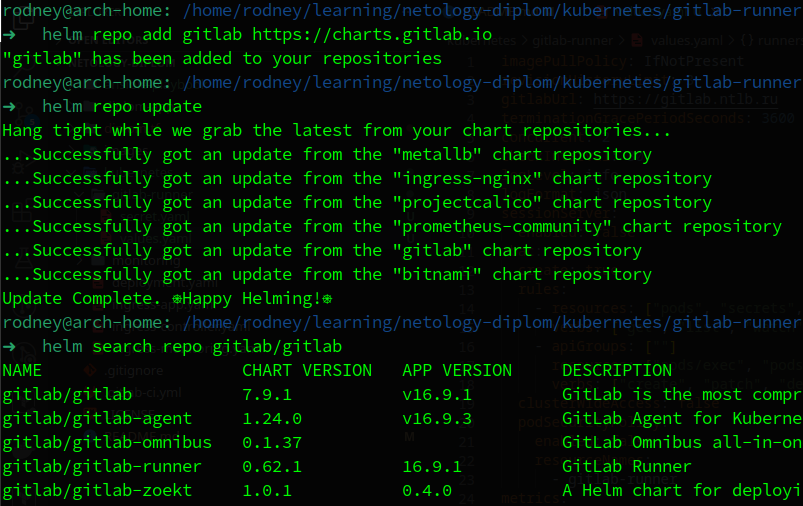 rodney@arch-home: /home/rodney/learning/netology-diplom/kubernetes/gitlab-runner
→ helm repo add gitlab https://charts.gitlab.io
"gitlab" has been added to your repositories
rodney@arch-home: /home/rodney/learning/netology-diplom/kubernetes/gitlab-runner
→ helm repo update
Hang tight while we grab the latest from your chart repositories...
...Successfully got an update from the "metallb" chart repository
...Successfully got an update from the "ingress-nginx" chart repository
...Successfully got an update from the "projectcalico" chart repository
...Successfully got an update from the "prometheus-community" chart repository
...Successfully got an update from the "gitlab" chart repository
...Successfully got an update from the "bitnami" chart repository
Update Complete. ⎈Happy Helming!⎈
rodney@arch-home: /home/rodney/learning/netology-diplom/kubernetes/gitlab-runner
→ helm search repo gitlab/gitlab
NAME CHART VERSION APP VERSION DESCRIPTION
gitlab/gitlab 7.9.1 v16.9.1 GitLab is the most compr
gitlab/gitlab-agent 1.24.0 v16.9.3 GitLab Agent for Kuberne
gitlab/gitlab-omnibus 0.1.37 GitLab Omnibus all-in-on
gitlab/gitlab-runner 0.62.1 16.9.1 GitLab Runner
gitlab/gitlab-zoekt 1.0.1 0.4.0 A Helm chart for deployi